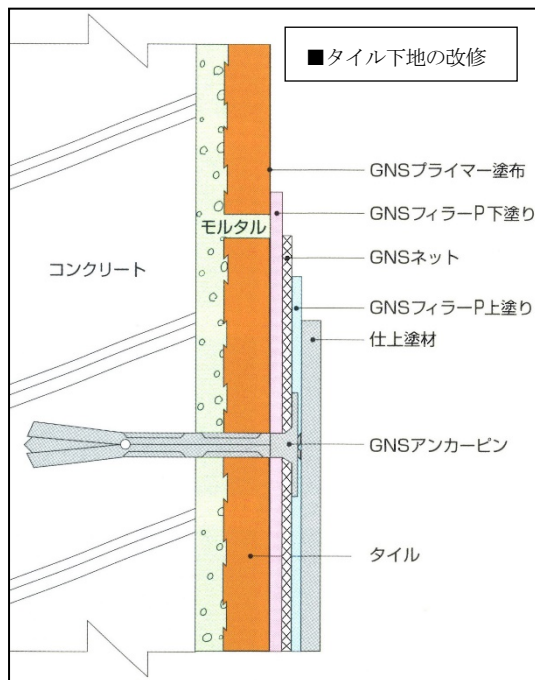 ■タイル下地の改修
GNSプライマー塗布
GNSフィラーP下塗り
モルタル
GNSネット
コンクリート
GNSフィラーP上塗り
仕上塗材
GNSアンカーピン
タイル